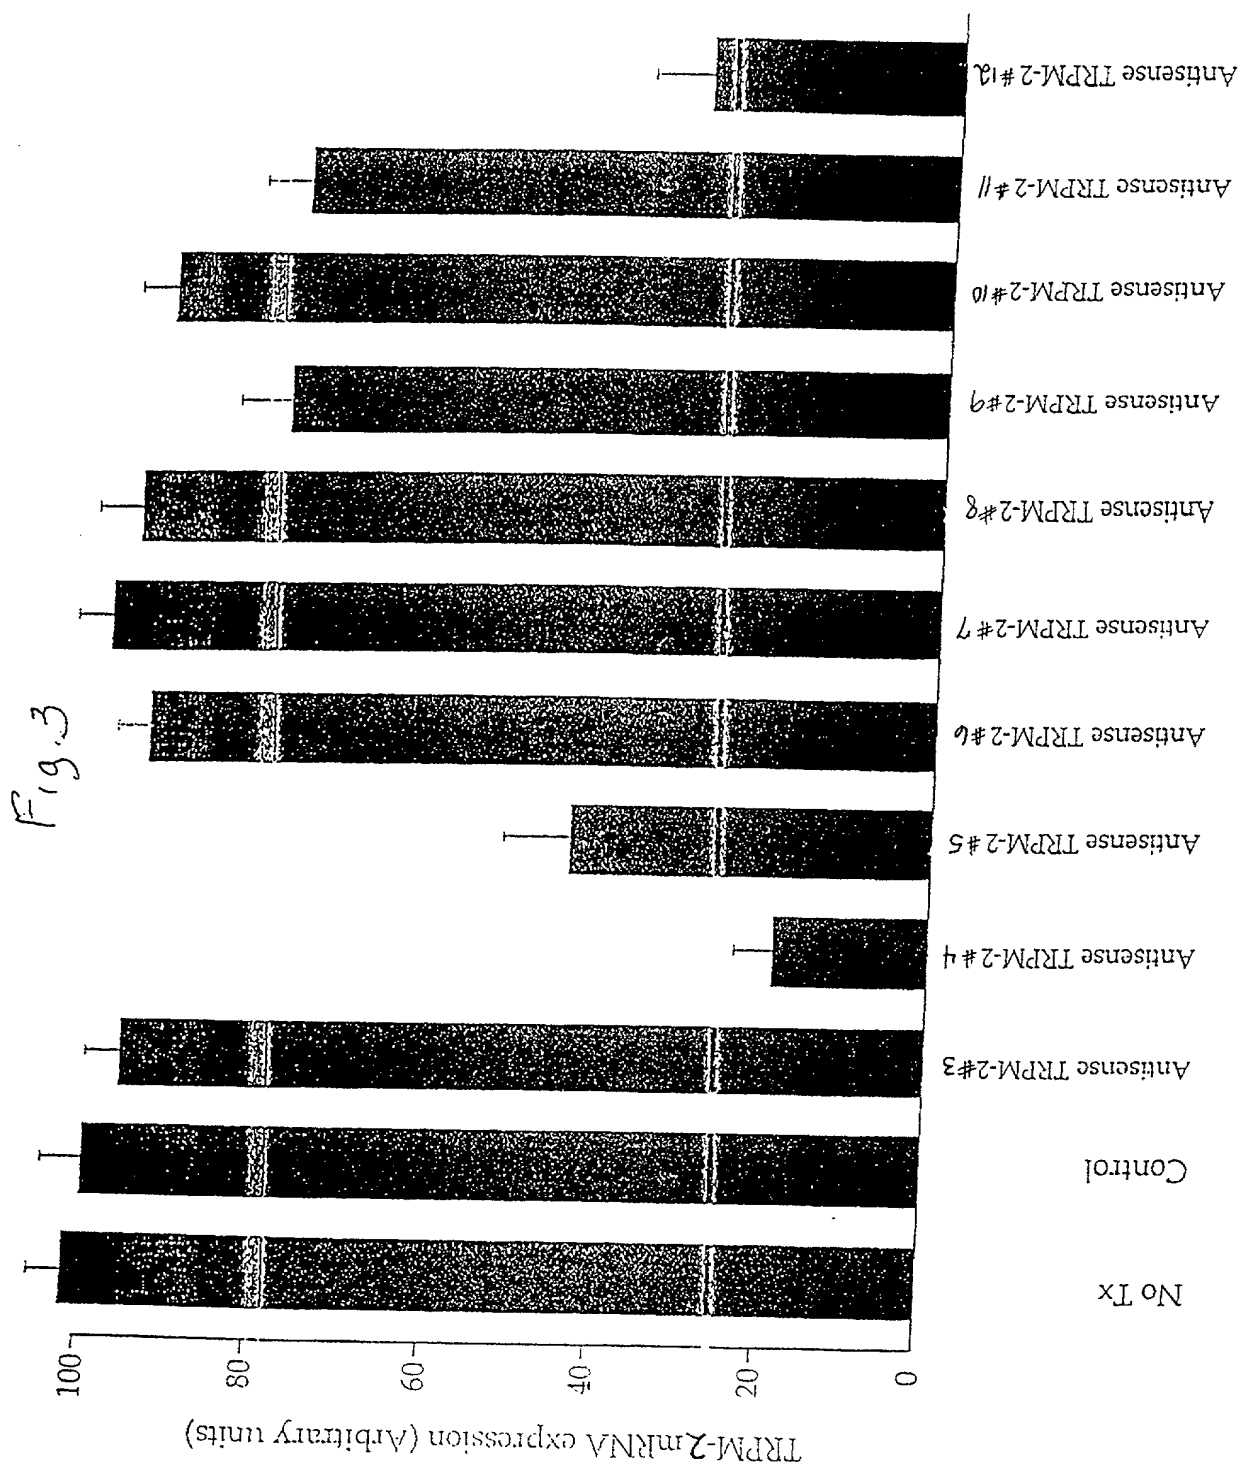 Fig.3
TRPM-2 mRNA expression (Arbitrary units)
100
80
60
40
20
0
No Tx
Control
Antisense TRPM-2 #3
Antisense TRPM-2 #4
Antisense TRPM-2 #5
Antisense TRPM-2 #6
Antisense TRPM-2 #7
Antisense TRPM-2 #8
Antisense TRPM-2 #9
Antisense TRPM-2 #10
Antisense TRPM-2 #11
Antisense TRPM-2 #12